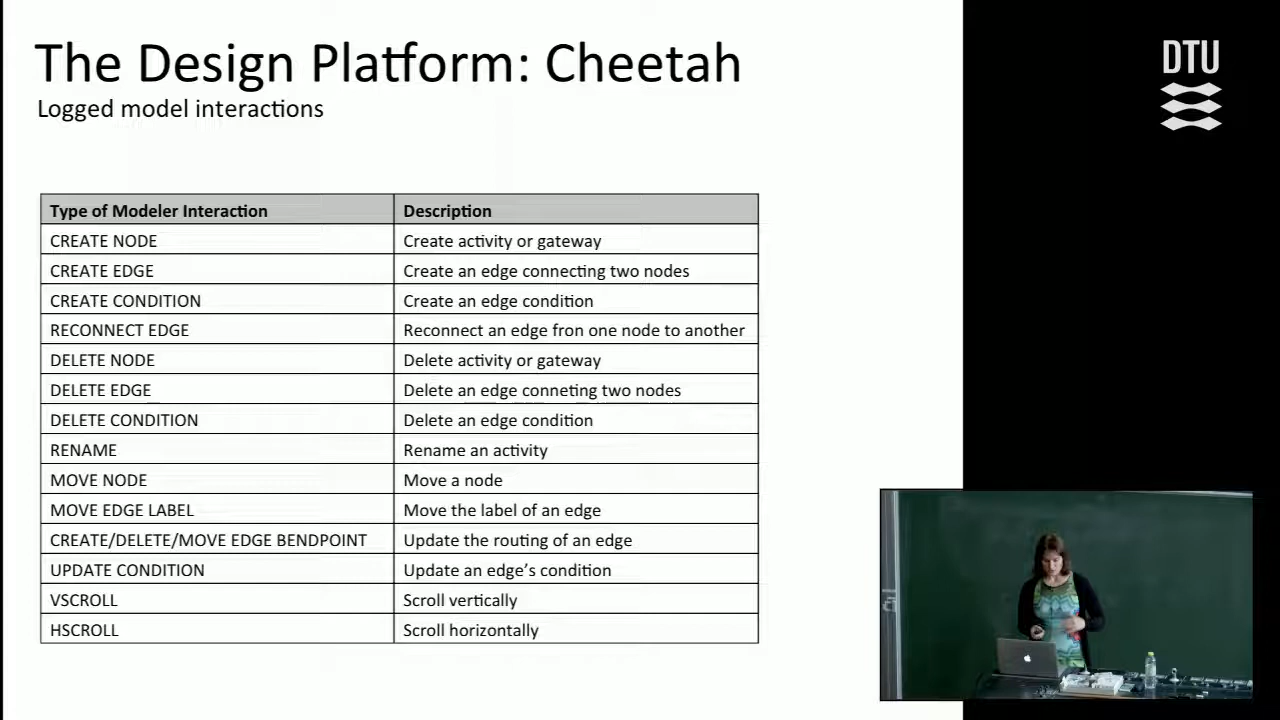 The Design Platform: Cheetah
Logged model interactions
DTU
Type of Modeler Interaction Description
CREATE NODE Create activity or gateway
CREATE EDGE Create an edge connecting two nodes
CREATE CONDITION Create an edge condition
RECONNECT EDGE Reconnect an edge fron one node to another
DELETE NODE Delete activity or gateway
DELETE EDGE Delete an edge conneting two nodes
DELETE CONDITION Delete an edge condition
RENAME Rename an activity
MOVE NODE Move a node
MOVE EDGE LABEL Move the label of an edge
CREATE/DELETE/MOVE EDGE BENDPOINT Update the routing of an edge
UPDATE CONDITION Update an edge's condition
VSCROLL Scroll vertically
HSCROLL Scroll horizontally